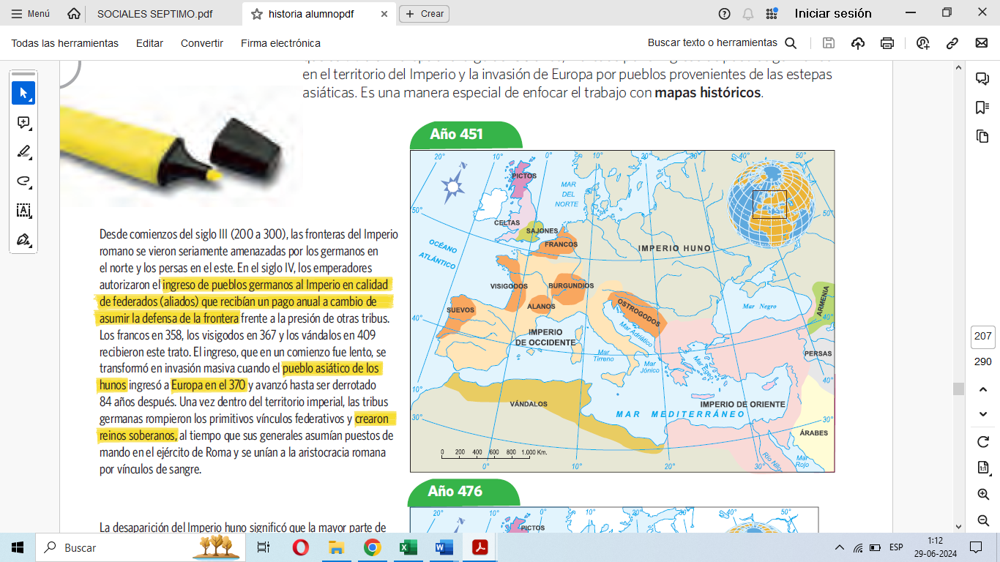 Menú
SOCIALES SEPTIMO.pdf
historia alumnopdf
Crear
Iniciar sesión
Todas las herramientas
Editar
Convertir
Firma electrónica
Buscar texto o herramientas
en el territorio del Imperio y la invasión de Europa por pueblos provenientes de las estepas
asiáticas. Es una manera especial de enfocar el trabajo con mapas históricos.
Desde comienzos del siglo III (200 a 300), las fronteras del Imperio
romano se vieron seriamente amenazadas por los germanos en
el norte y los persas en el este. En el siglo IV, los emperadores
autorizaron el ingreso de pueblos germanos al Imperio en calidad
de federados (aliados) que recibían un pago anual a cambio de
asumir la defensa de la frontera frente a la presión de otras tribus.
Los francos en 358, los visigodos en 367 y los vándalos en 409
recibieron este trato. El ingreso, que en un comienzo fue lento, se
transformó en invasión masiva cuando el pueblo asiático de los
hunos ingresó a Europa en el 370 y avanzó hasta ser derrotado
84 años después. Una vez dentro del territorio imperial, las tribus
germanas rompieron los primitivos vínculos federativos y crearon
reinos soberanos, al tiempo que sus generales asumían puestos de
mando en el ejército de Roma y se unían a la aristocracia romana
por vínculos de sangre.
La desaparición del Imperio huno significó que la mayor parte de
Año 451
20° 10° 0° 10° 20° 30° 40° 50°
PICTOS
MAR
DEL
NORTE
50°
50°
CELTAS
SAJONES
OCÉANO
ATLÁNTICO
FRANCOS
IMPERIO HUNO
VISIGODOS
BURGUNDIOS
ALANOS
SUEVOS
OSTROGODOS
Mar Negro
ARMENIA
40°
40°
IMPERIO
DE OCCIDENTE
Mar Adriático
Mar
Tirreno
Mar
Jónico
Mar Egeo
PERSAS
40°
10°
VÁNDALOS
IMPERIO DE ORIENTE
MAR MEDITERRÁNEO
30°
30°
ÁRABES
0 200 400 600 800 1.000 Km.
Río Nilo
Mar
Rojo
0° 10° 20° 30°
Año 476
20° 10° 0° 10° 20° 30° 40° 50°
PICTOS
207
290
Buscar
ESP
1:12
29-06-2024